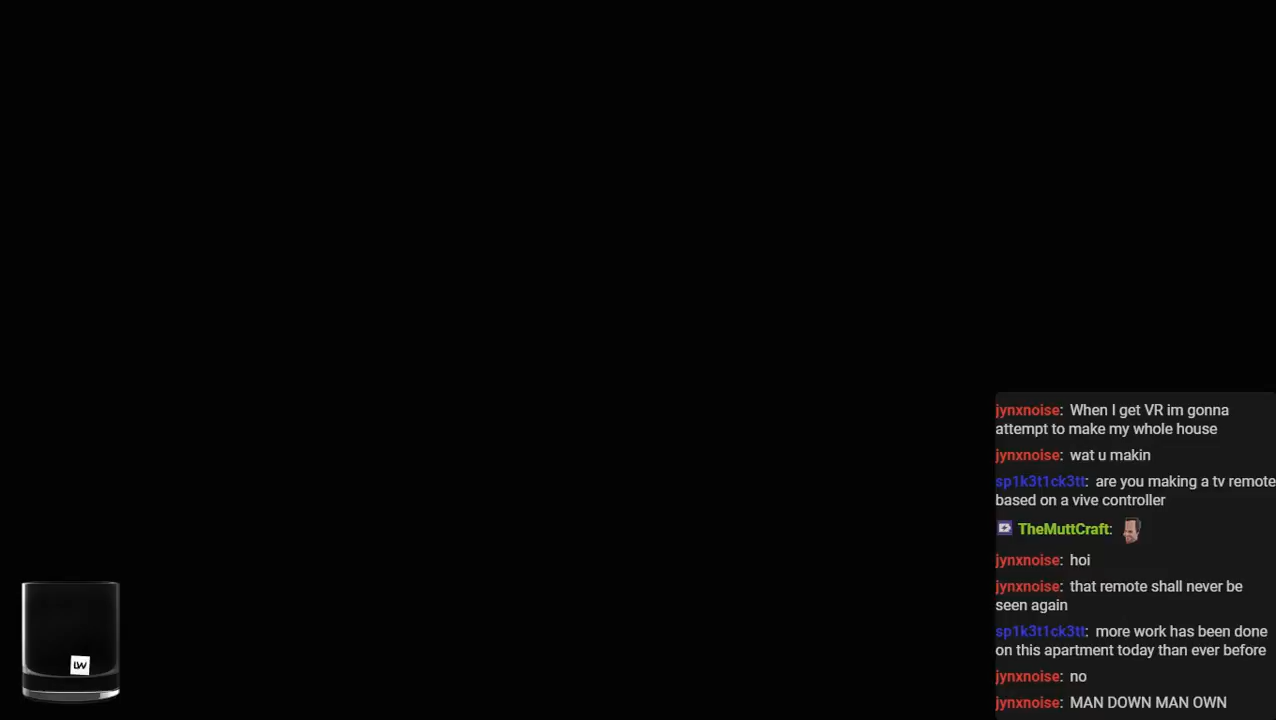 jynxnoise: When I get VR im gonna
attempt to make my whole house
jynxnoise: wat u makin
sp1k3t1ck3tt: are you making a tv remote
based on a vive controller
TheMuttCraft:
jynxnoise: hoi
jynxnoise: that remote shall never be
seen again
sp1k3t1ck3tt: more work has been done
on this apartment today than ever before
jynxnoise: no
jynxnoise: MAN DOWN MAN OWN
LW